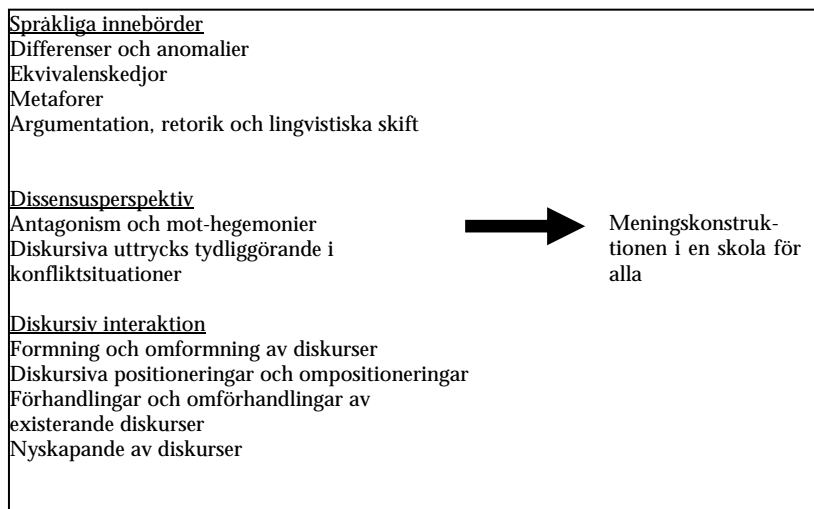 Språkliga innebörder
Differenser och anomalier
Ekvivalenskedjor
Metaforer
Argumentation, retorik och lingvistiska skift
Dissensusperspektiv
Antagonism och mot-hegemonier
Diskursiva uttrycks tydliggörande i
konfliktsituationer
Meningskonstruk-
tionen i en skola för
alla
Diskursiv interaktion
Formning och omformning av diskurser
Diskursiva positioneringar och ompositioneringar
Förhandlingar och omförhandlingar av
existerande diskurser
Nyskapande av diskurser